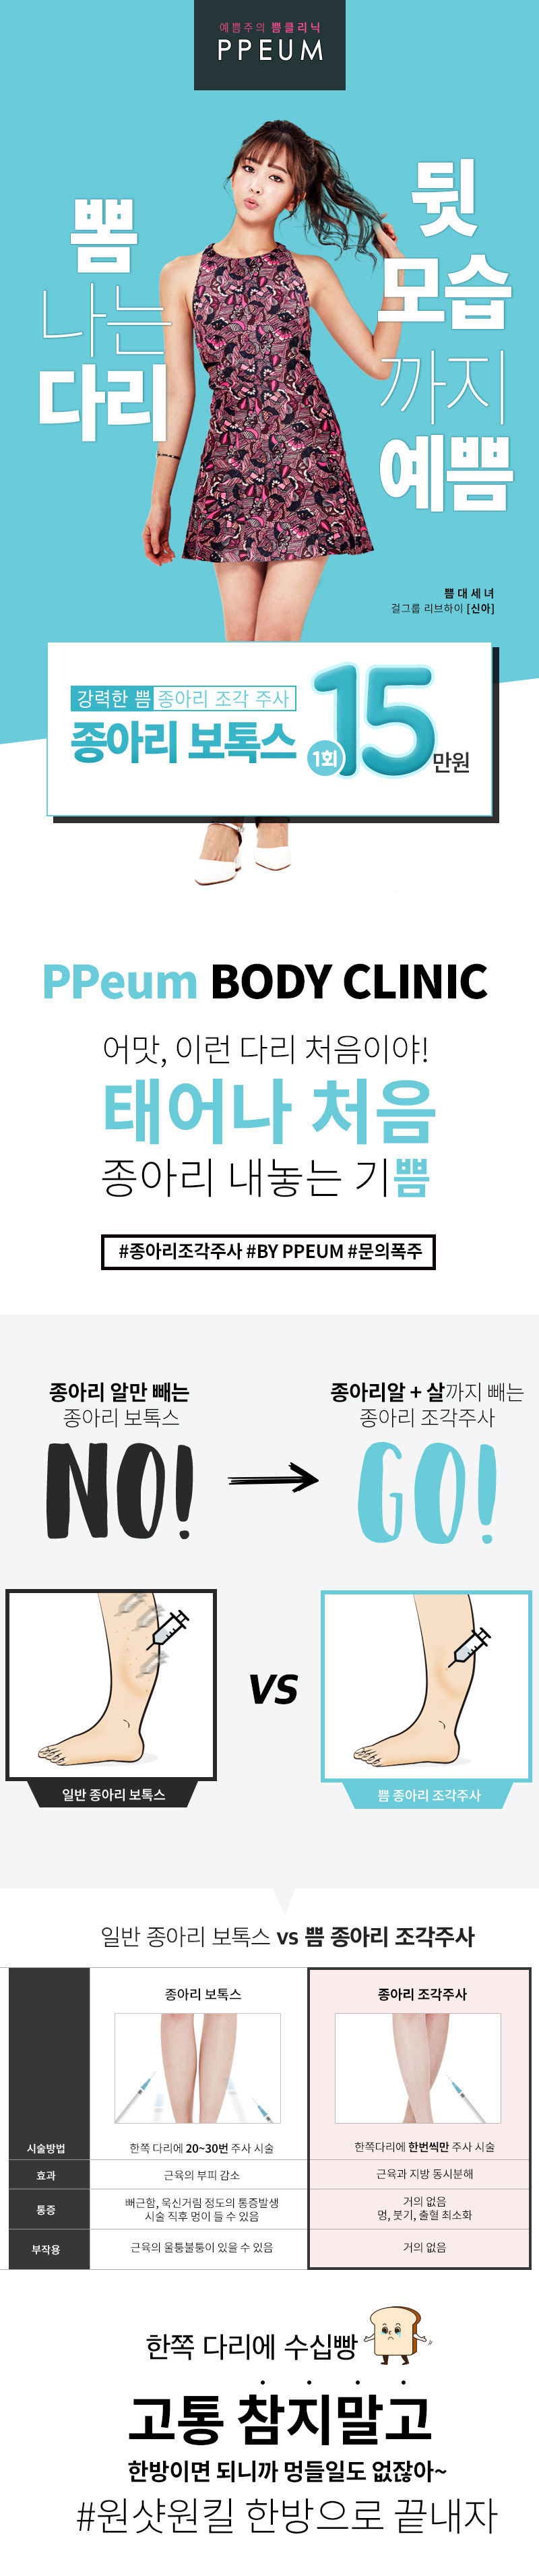 예쁨주의 쁨클리닉
PPEUM
뽐
나는
다리
뒷
모습
까지
예쁨
쁨대세녀
걸그룹 리브하이 [신아]
강력한 쁨 종아리 조각 주사
종아리 보톡스
1회 15만원
PPeum BODY CLINIC
어맛, 이런 다리 처음이야!
태어나 처음
종아리 내놓는 기쁨
#종아리조각주사 #BY PPEUM #문의폭주
종아리 알만 빼는
종아리 보톡스
NO!
종아리알 + 살까지 빼는
종아리 조각주사
GO!
VS
일반 종아리 보톡스
쁨 종아리 조각주사
일반 종아리 보톡스 vs 쁨 종아리 조각주사
종아리 보톡스
종아리 조각주사
시술방법
한쪽 다리에 20~30번 주사 시술
한쪽다리에 한번씩만 주사 시술
효과
근육의 부피 감소
근육과 지방 동시분해
통증
뻐근함, 욱신거림 정도의 통증발생
시술 직후 멍이 들 수 있음
거의 없음
멍, 붓기, 출혈 최소화
부작용
근육의 울퉁불퉁이 있을 수 있음
거의 없음
한쪽 다리에 수십빵
고통 참지말고
한방이면 되니까 멍들일도 없잖아~
#원샷원킬 한방으로 끝내자